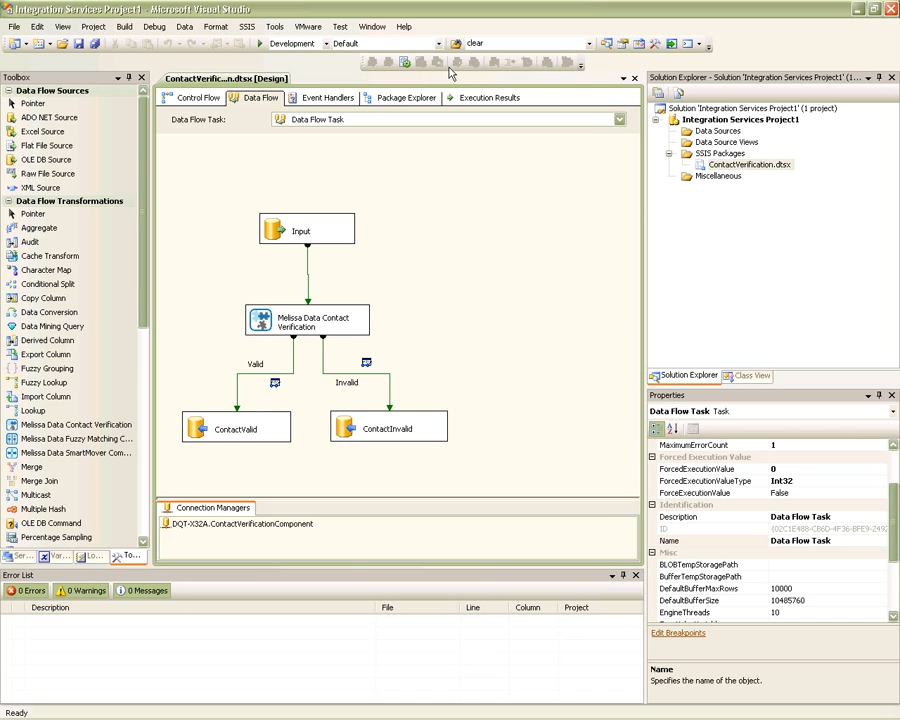 Integration Services Project1 - Microsoft Visual Studio
File Edit View Project Build Debug Data Format SSIS Tools VMware Test Window Help
Development Default clear
Toolbox
Data Flow Sources
Pointer
ADO NET Source
Excel Source
Flat File Source
OLE DB Source
Raw File Source
XML Source
Data Flow Transformations
Pointer
Aggregate
Audit
Cache Transform
Character Map
Conditional Split
Copy Column
Data Conversion
Data Mining Query
Derived Column
Export Column
Fuzzy Grouping
Fuzzy Lookup
Import Column
Lookup
Melissa Data Contact Verification
Melissa Data Fuzzy Matching C...
Melissa Data SmartMover Com...
Merge
Merge Join
Multicast
Multiple Hash
OLE DB Command
Percentage Sampling
Ser... Var... Lo... To...
ContactVerific...n.dtsx [Design]
Control Flow Data Flow Event Handlers Package Explorer Execution Results
Data Flow Task: Data Flow Task
Input
Melissa Data Contact
Verification
Valid
Invalid
ContactValid
ContactInvalid
Connection Managers
DQT-X32A.ContactVerificationComponent
Solution Explorer - Solution 'Integration Services Project1' (1...
Solution 'Integration Services Project1' (1 project)
Integration Services Project1
Data Sources
Data Source Views
SSIS Packages
ContactVerification.dtsx
Miscellaneous
Solution Explorer Class View
Properties
Data Flow Task Task
MaximumErrorCount 1
Forced Execution Value
ForcedExecutionValue 0
ForcedExecutionValueType Int32
ForceExecutionValue False
Identification
Description Data Flow Task
ID
Name Data Flow Task
Misc
BLOBTempStoragePath
BufferTempStoragePath
DefaultBufferMaxRows 10000
DefaultBufferSize 10485760
EngineThreads 10
Edit Breakpoints
Name
Specifies the name of the object.
Error List
0 Errors 0 Warnings 0 Messages
Description File Line Column Project
Ready